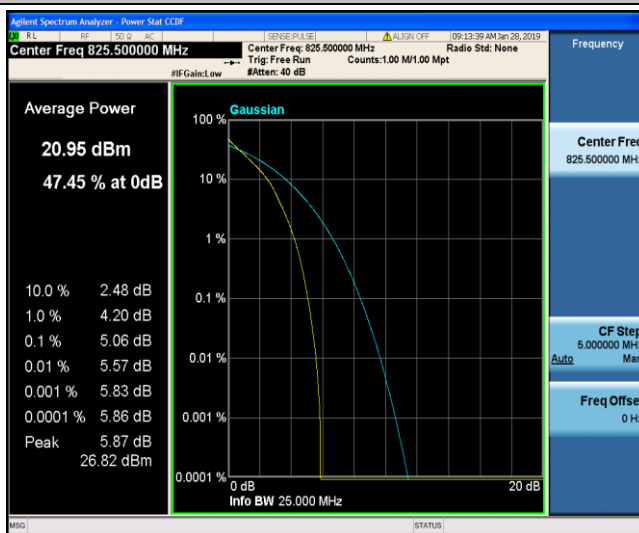 Agilent Spectrum Analyzer - Power Stat CCDF
RL RF 50 Ω AC SENSE:PULSE ALIGN OFF 09:13:39 AM Jan 28, 2019
Center Freq 825.500000 MHz
Center Freq: 825.500000 MHz Radio Std: None
Trig: Free Run Counts:1.00 M/1.00 Mpt
#IFGain:Low #Atten: 40 dB
Frequency
Average Power
20.95 dBm
47.45 % at 0dB
10.0 % 2.48 dB
1.0 % 4.20 dB
0.1 % 5.06 dB
0.01 % 5.57 dB
0.001 % 5.83 dB
0.0001 % 5.86 dB
Peak 5.87 dB
26.82 dBm
Gaussian
100 %
10 %
1 %
0.1 %
0.01 %
0.001 %
0.0001 %
0 dB 20 dB
Info BW 25.000 MHz
Center Freq
825.500000 MHz
CF Step
5.000000 MHz
Auto Man
Freq Offset
0 Hz
MSG STATUS